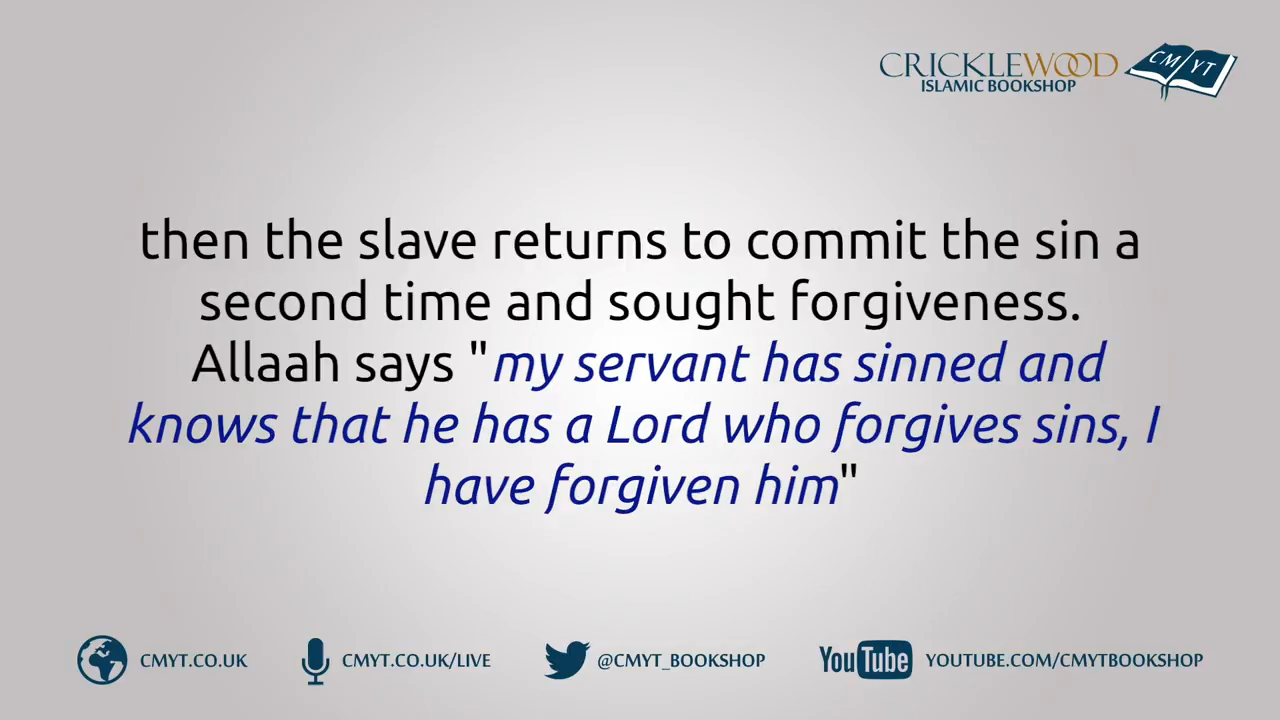 CRICKLEWOOD
ISLAMIC BOOKSHOP
CM YT
then the slave returns to commit the sin a
second time and sought forgiveness.
Allaah says "my servant has sinned and
knows that he has a Lord who forgives sins, I
have forgiven him"
CMYT.CO.UK
CMYT.CO.UK/LIVE
@CMYT_BOOKSHOP
YouTube
YOUTUBE.COM/CMYTBOOKSHOP